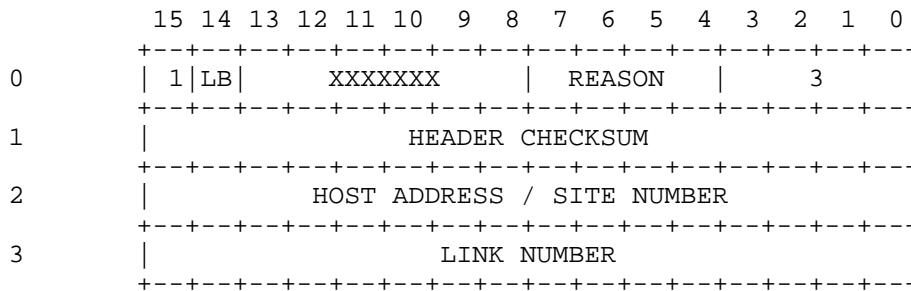 15 14 13 12 11 10 9 8 7 6 5 4 3 2 1 0
+--+--+--+--+--+--+--+--+--+--+--+--+--+--+--+---
0 | 1|LB| XXXXXXX | REASON | 3
+--+--+--+--+--+--+--+--+--+--+--+--+--+--+--+---
1 | HEADER CHECKSUM
+--+--+--+--+--+--+--+--+--+--+--+--+--+--+--+---
2 | HOST ADDRESS / SITE NUMBER
+--+--+--+--+--+--+--+--+--+--+--+--+--+--+--+---
3 | LINK NUMBER
+--+--+--+--+--+--+--+--+--+--+--+--+--+--+--+---